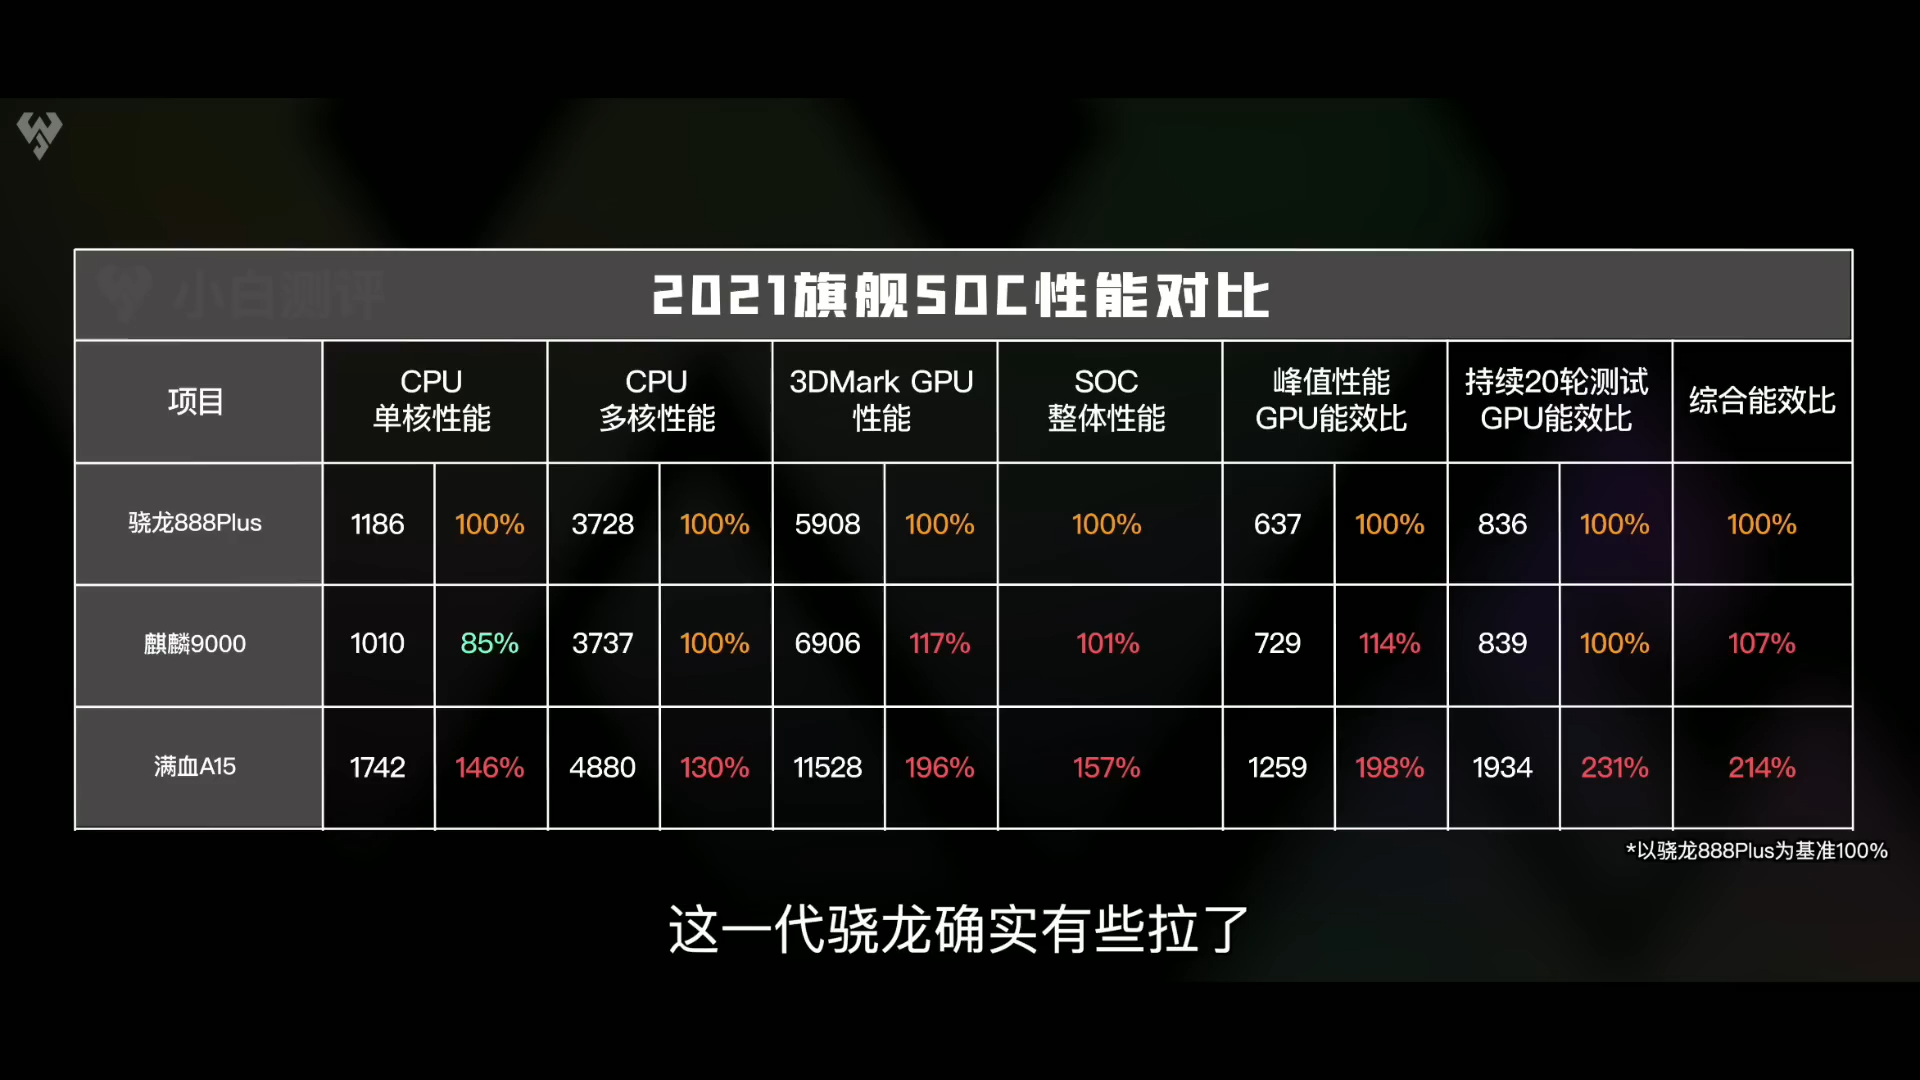 小白测评
2021旗舰SOC性能对比
项目
CPU
单核性能
CPU
多核性能
3DMark GPU
性能
SOC
整体性能
峰值性能
GPU能效比
持续20轮测试
GPU能效比
综合能效比
骁龙888Plus 1186 100% 3728 100% 5908 100% 100% 637 100% 836 100% 100%
麒麟9000 1010 85% 3737 100% 6906 117% 101% 729 114% 839 100% 107%
满血A15 1742 146% 4880 130% 11528 196% 157% 1259 198% 1934 231% 214%
*以骁龙888Plus为基准100%
这一代骁龙确实有些拉了